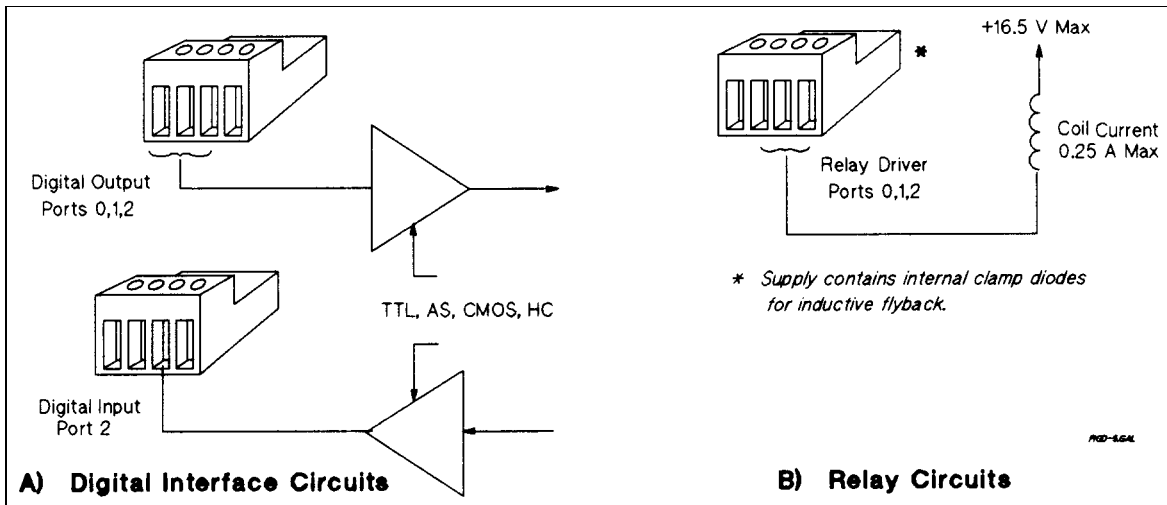 Digital Output
Ports 0,1,2
TTL, AS, CMOS, HC
Digital Input
Port 2
A) Digital Interface Circuits
*
+16.5 V Max
Coil Current
0.25 A Max
Relay Driver
Ports 0,1,2
* Supply contains internal clamp diodes
for inductive flyback.
B) Relay Circuits